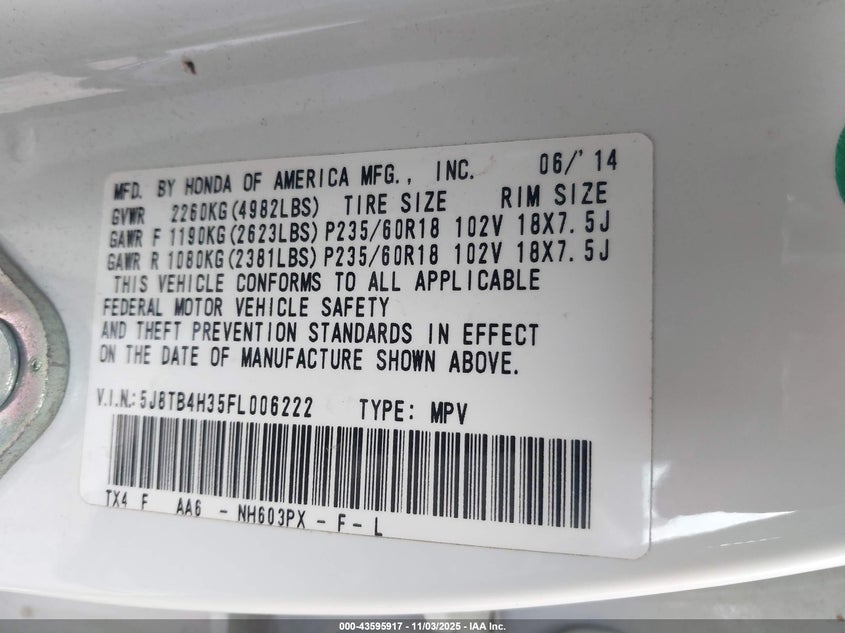 MFD. BY HONDA OF AMERICA MFG., INC. 06/'14
GVWR 2260KG(4982LBS) TIRE SIZE RIM SIZE
GAWR F 1190KG(2623LBS) P235/60R18 102V 18X7.5J
GAWR R 1080KG(2381LBS) P235/60R18 102V 18X7.5J
THIS VEHICLE CONFORMS TO ALL APPLICABLE
FEDERAL MOTOR VEHICLE SAFETY
AND THEFT PREVENTION STANDARDS IN EFFECT
ON THE DATE OF MANUFACTURE SHOWN ABOVE.
V.I.N.: 5J8TB4H35FL006222 TYPE: MPV
TX4 F AA6 - NH603PX - F - L
000-43595917 - 11/03/2025 - IAA Inc.